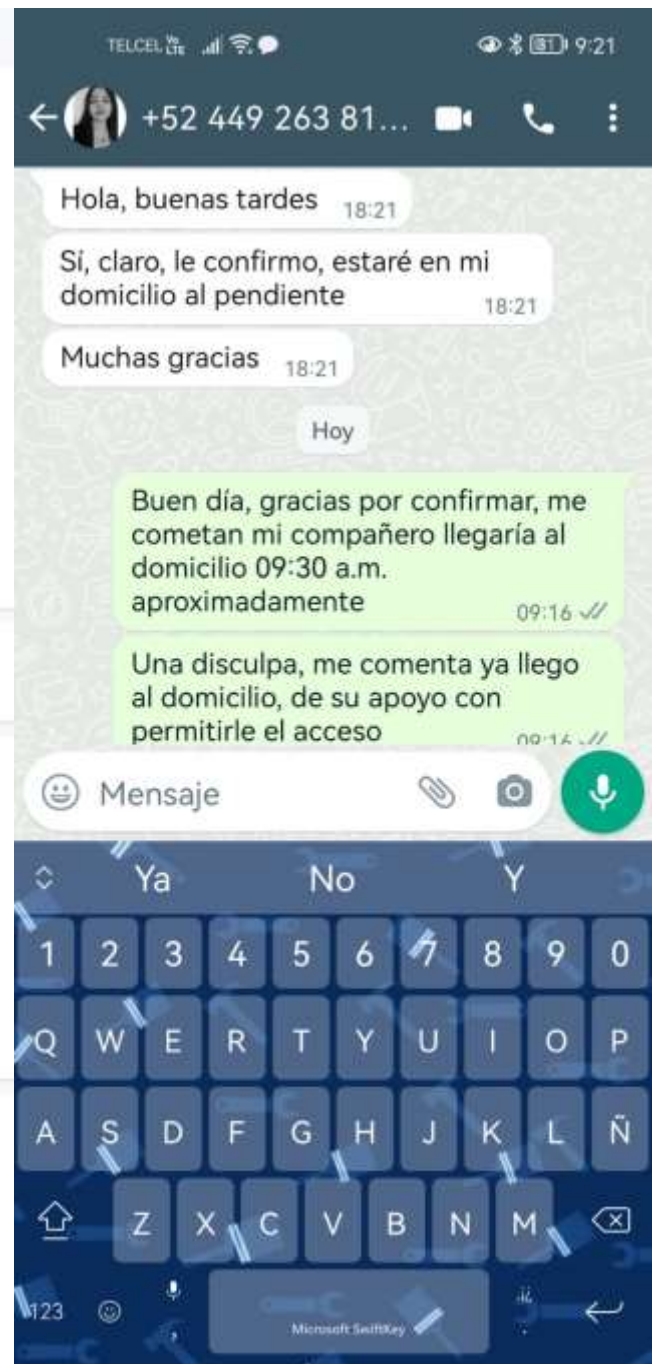 TELCEL 9:21
+52 449 263 81...
Hola, buenas tardes 18:21
Sí, claro, le confirmo, estaré en mi
domicilio al pendiente 18:21
Muchas gracias 18:21
Hoy
Buen día, gracias por confirmar, me
cometan mi compañero llegaría al
domicilio 09:30 a.m.
aproximadamente 09:16
Una disculpa, me comenta ya llego
al domicilio, de su apoyo con
permitirle el acceso 09:16
Mensaje
Ya No Y
1 2 3 4 5 6 7 8 9 0
Q W E R T Y U I O P
A S D F G H J K L Ñ
Z X C V B N M
123 , Microsoft SwiftKey .